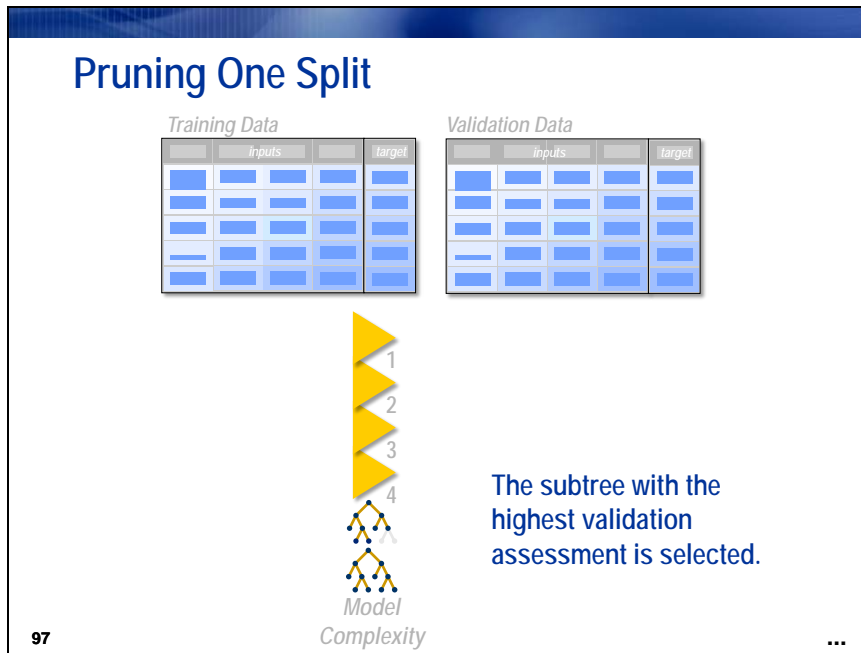 Pruning One Split
Training Data
Validation Data
inputs target
inputs target
1
2
3
4
The subtree with the
highest validation
assessment is selected.
Model
Complexity
97
...